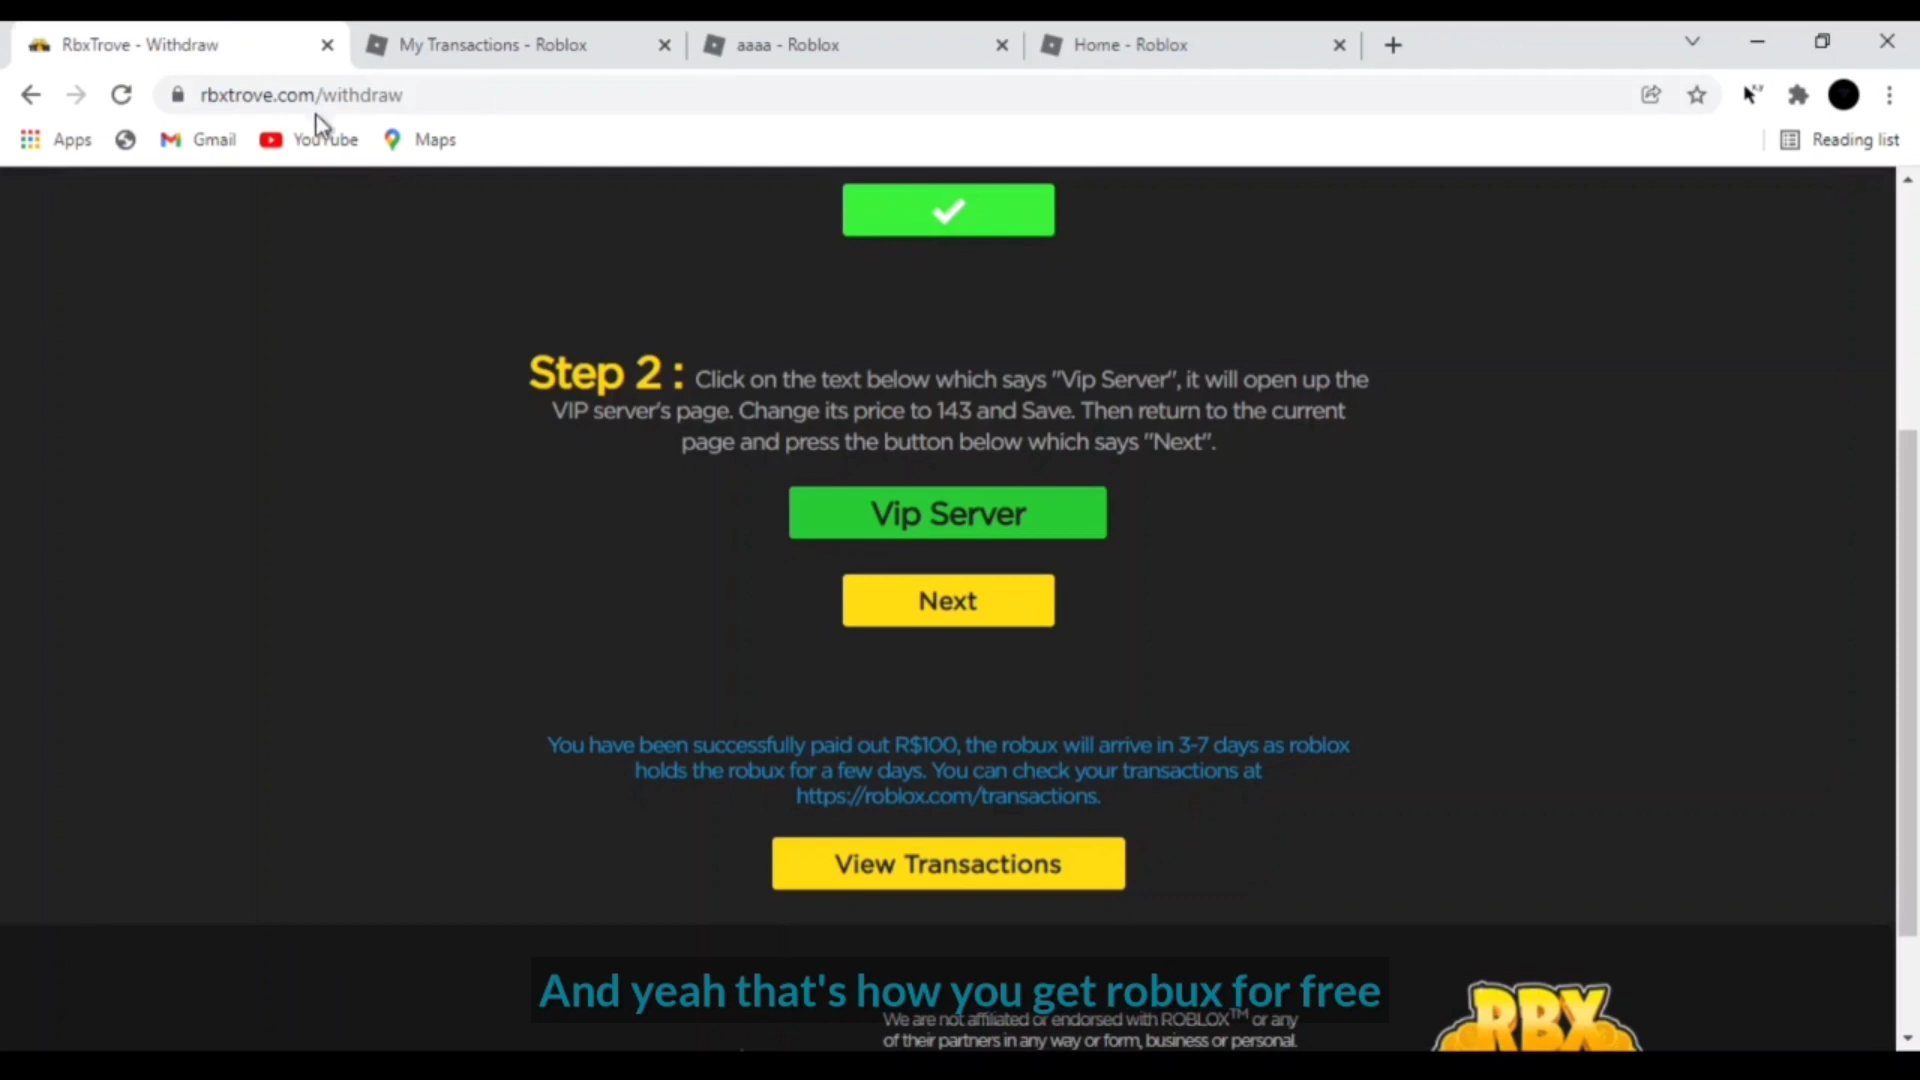 RbxTrove - Withdraw
My Transactions - Roblox
aaaa - Roblox
Home - Roblox
rbxtrove.com/withdraw
Apps
Gmail
YouTube
Maps
Reading list
Step 2 : Click on the text below which says "Vip Server", it will open up the
VIP server's page. Change its price to 143 and Save. Then return to the current
page and press the button below which says "Next".
Vip Server
Next
You have been successfully paid out R$100, the robux will arrive in 3-7 days as roblox
holds the robux for a few days. You can check your transactions at
https://roblox.com/transactions.
View Transactions
And yeah that's how you get robux for free
We are not affiliated or endorsed with ROBLOX™ or any
of their partners in any way or form, business or personal.
RBX